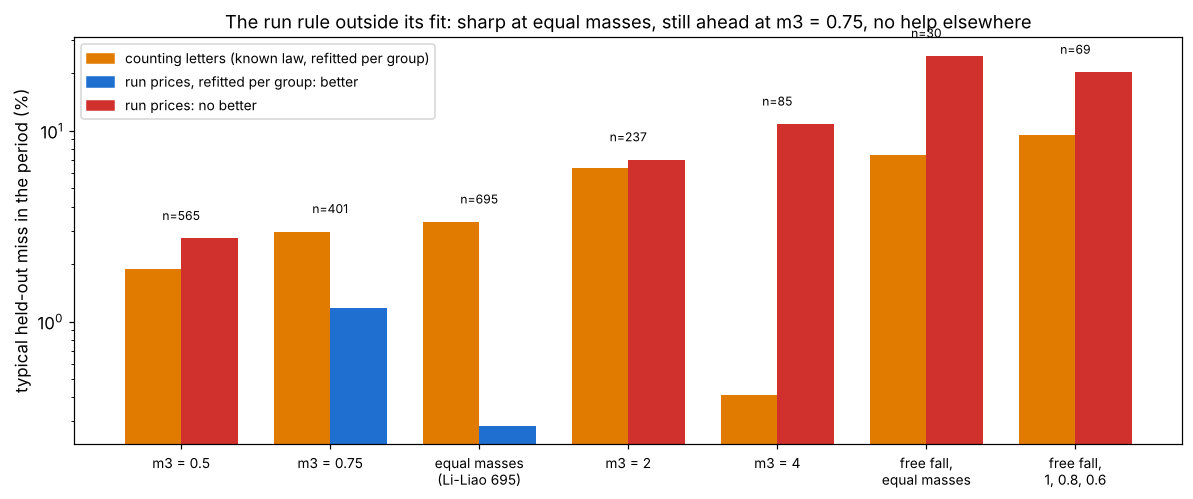 The run rule outside its fit: sharp at equal masses, still ahead at m3 = 0.75, no help elsewhere
counting letters (known law, refitted per group)
run prices, refitted per group: better
run prices: no better
typical held-out miss in the period (%)
10¹
10⁰
n=565
n=401
n=695
n=237
n=85
n=30
n=69
m3 = 0.5
m3 = 0.75
equal masses
(Li-Liao 695)
m3 = 2
m3 = 4
free fall,
equal masses
free fall,
1, 0.8, 0.6